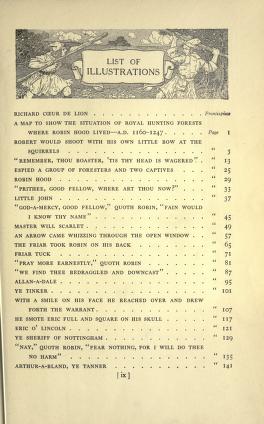 LIST OF
ILLUSTRATIONS
RICHARD CŒUR DE LION . . . . . . . . . . Frontispiece
A MAP TO SHOW THE SITUATION OF ROYAL HUNTING FORESTS
WHERE ROBIN HOOD LIVED—A.D. 1160-1247 . . . . . Page 1
ROBERT WOULD SHOOT WITH HIS OWN LITTLE BOW AT THE
SQUIRRELS . . . . . . . . . . " 3
"REMEMBER, THOU BOASTER, 'TIS THY HEAD IS WAGERED" . . " 13
ESPIED A GROUP OF FORESTERS AND TWO CAPTIVES . . . . " 25
ROBIN HOOD . . . . . . . . . . " 29
"PRITHEE, GOOD FELLOW, WHERE ART THOU NOW?" . . . . " 33
LITTLE JOHN . . . . . . . . . . " 37
"GOD-A-MERCY, GOOD FELLOW," QUOTH ROBIN, "FAIN WOULD
I KNOW THY NAME" . . . . . . . . . . " 45
MASTER WILL SCARLET . . . . . . . . . . " 49
AN ARROW CAME WHIZZING THROUGH THE OPEN WINDOW . . . " 57
THE FRIAR TOOK ROBIN ON HIS BACK . . . . . . . " 65
FRIAR TUCK . . . . . . . . . . " 71
"PRAY MORE EARNESTLY," QUOTH ROBIN . . . . . . . " 81
"WE FIND THEE BEDRAGGLED AND DOWNCAST" . . . . . " 87
ALLAN-A-DALE . . . . . . . . . . " 95
YE TINKER . . . . . . . . . . " 101
WITH A SMILE ON HIS FACE HE REACHED OVER AND DREW
FORTH THE WARRANT . . . . . . . . . . " 107
HE SMOTE ERIC FULL AND SQUARE ON HIS SKULL . . . . . " 117
ERIC O' LINCOLN . . . . . . . . . . " 121
YE SHERIFF OF NOTTINGHAM . . . . . . . . . . " 129
"NAY," QUOTH ROBIN, "FEAR NOTHING, FOR I WILL DO THEE
NO HARM" . . . . . . . . . . " 135
ARTHUR-A-BLAND, YE TANNER . . . . . . . . . . " 141
[ ix ]